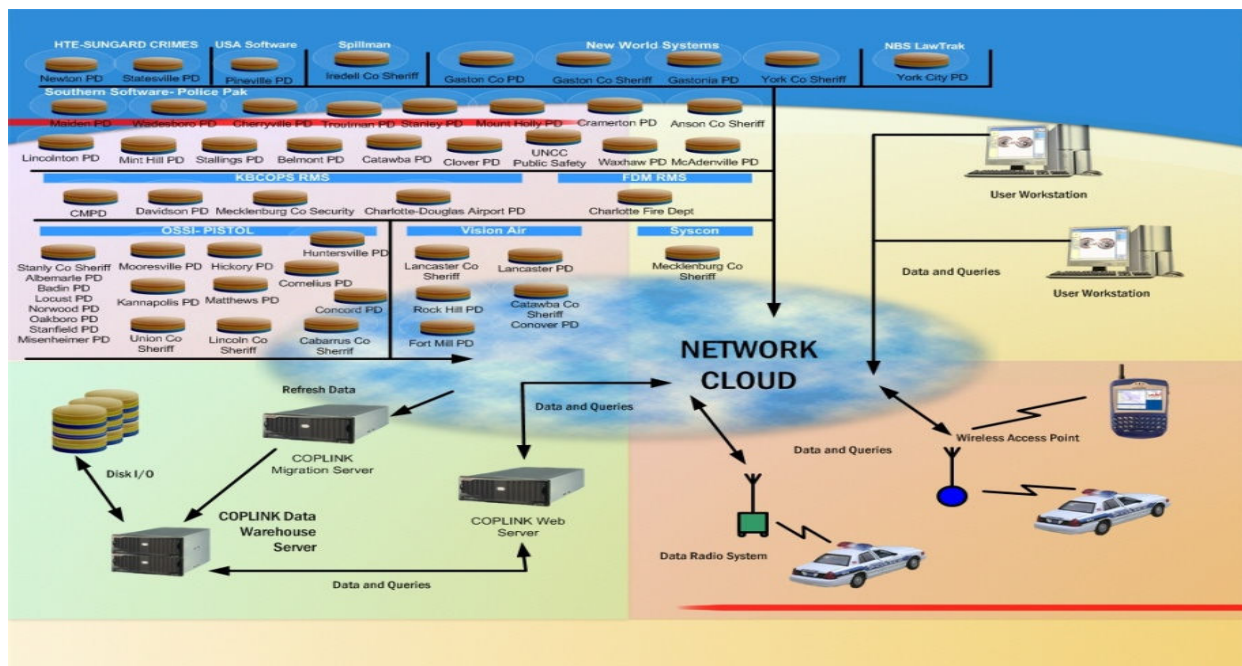 HTE-SUNGARD CRIMES
USA Software
Spillman
New World Systems
NBS LawTrak
Newton PD
Statesville PD
Pineville PD
Iredell Co Sheriff
Gaston Co PD
Gaston Co Sheriff
Gastonia PD
York Co Sheriff
York City PD
Southern Software- Police Pak
Maiden PD
Wadesboro PD
Cherryville PD
Troutman PD
Stanley PD
Mount Holly PD
Cramerton PD
Anson Co Sheriff
Lincolnton PD
Mint Hill PD
Stallings PD
Belmont PD
Catawba PD
Clover PD
UNCC
Public Safety
Waxhaw PD
McAdenville PD
KBCOPS RMS
FDM RMS
CMPD
Davidson PD
Mecklenburg Co Security
Charlotte-Douglas Airport PD
Charlotte Fire Dept
OSSI- PISTOL
Vision Air
Syscon
Stanly Co Sheriff
Albemarle PD
Badin PD
Locust PD
Norwood PD
Oakboro PD
Stanfield PD
Misenheimer PD
Mooresville PD
Hickory PD
Huntersville PD
Cornelius PD
Kannapolis PD
Matthews PD
Concord PD
Union Co
Sheriff
Lincoln Co
Sheriff
Cabarrus Co
Sherrif
Lancaster Co
Sheriff
Lancaster PD
Rock Hill PD
Catawba Co
Sheriff
Conover PD
Fort Mill PD
Mecklenburg Co
Sheriff
User Workstation
Data and Queries
User Workstation
NETWORK
CLOUD
Refresh Data
Data and Queries
COPLINK
Migration Server
Disk I/O
COPLINK Data
Warehouse
Server
COPLINK Web
Server
Data and Queries
Wireless Access Point
Data and Queries
Data Radio System